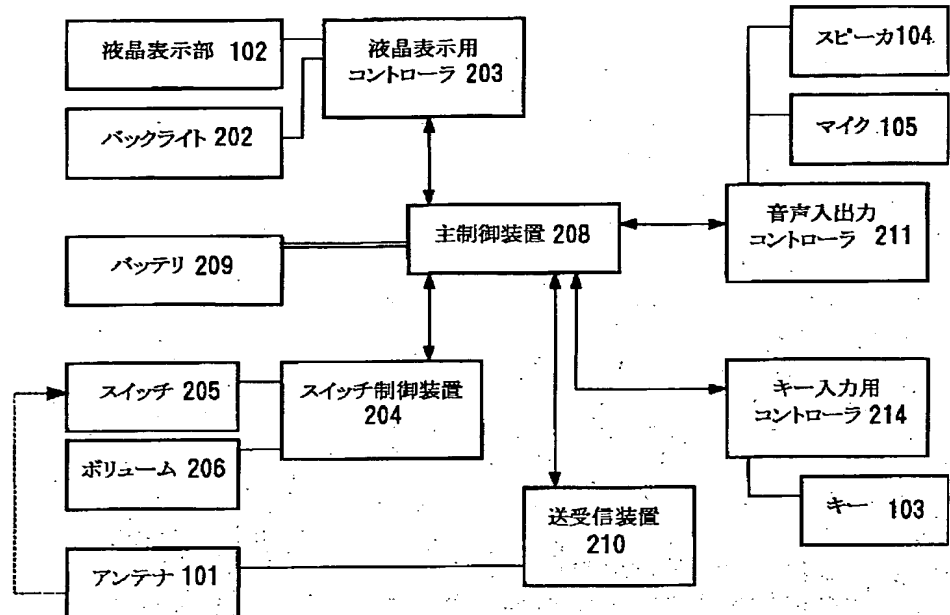 液晶表示部 102
液晶表示用
コントローラ 203
バックライト 202
スピーカ 104
マイク 105
音声入出力
コントローラ 211
主制御装置 208
バッテリ 209
スイッチ 205
スイッチ制御装置
204
ボリューム 206
キー入力用
コントローラ 214
キー 103
送受信装置
210
アンテナ 101